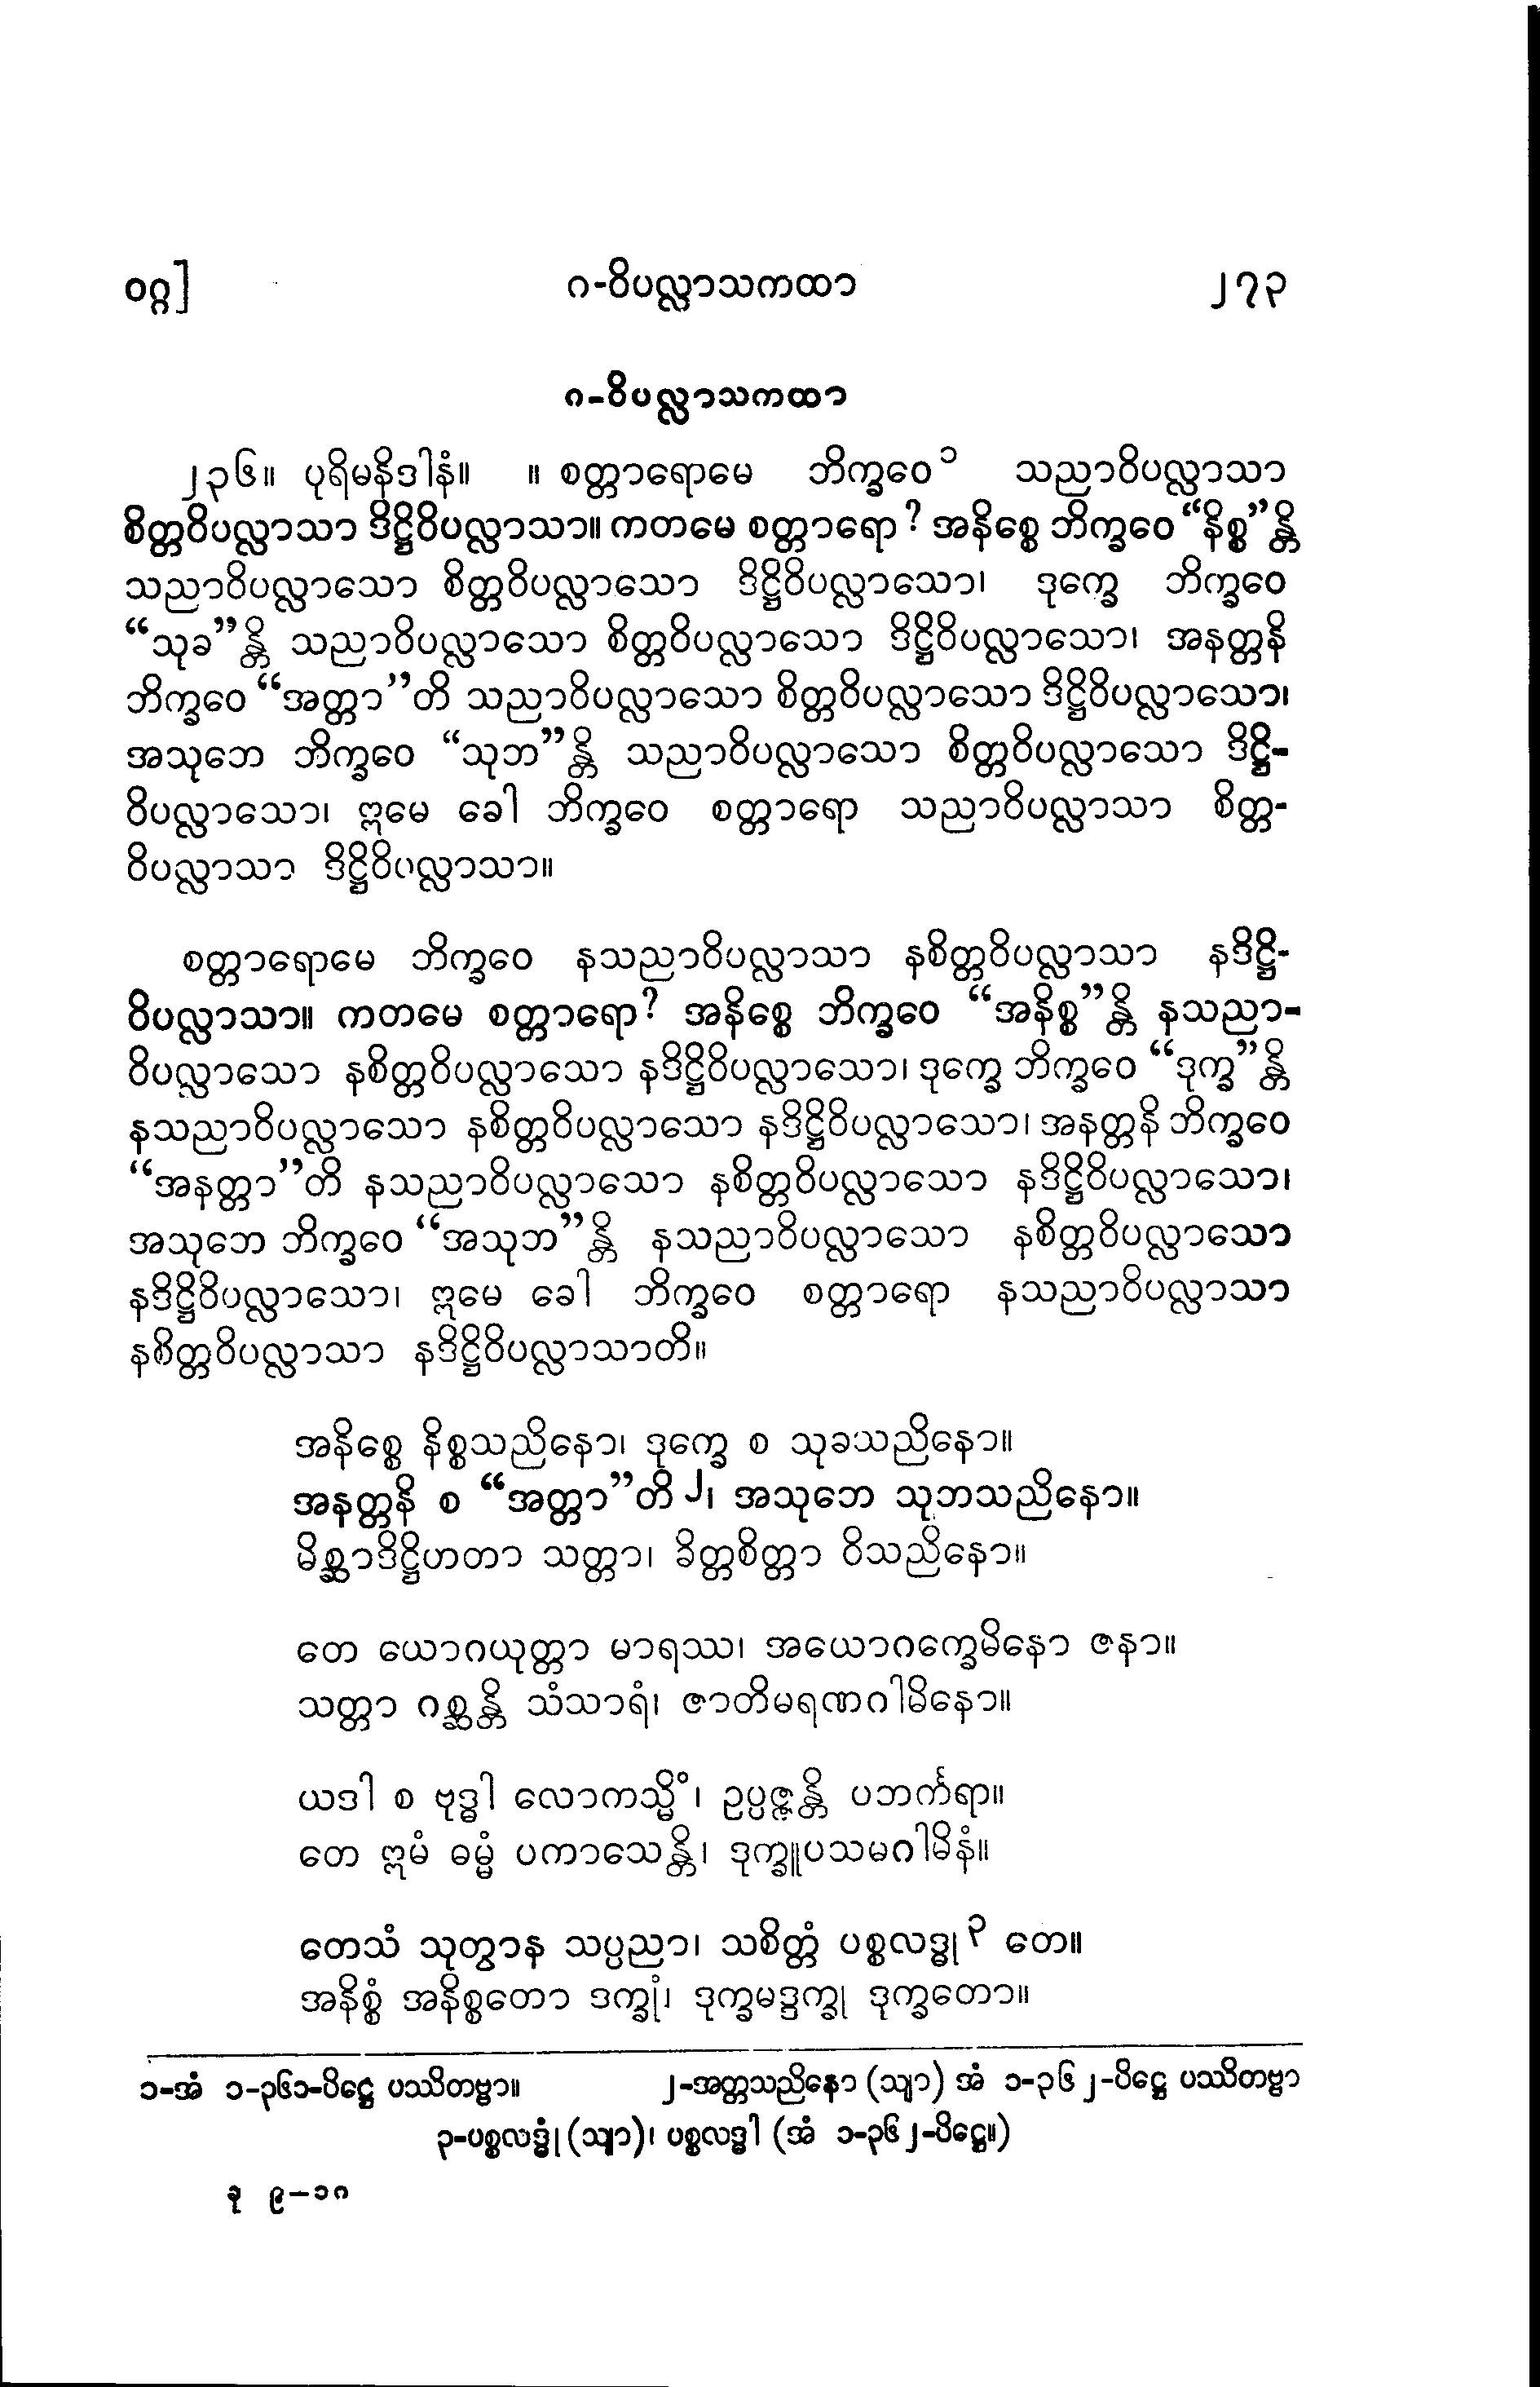 ဝဂ္ဂ] ဂ-ဝိပလ္လာသကထာ ၂၇၃
ဂ-ဝိပလ္လာသကထာ
၂၃၆။ ပုရိမနိဒါနံ။ ။ စတ္တာရောမေ ဘိက္ခဝေ၁ သညာဝိပလ္လာသာ
စိတ္တဝိပလ္လာသာ ဒိဋ္ဌိဝိပလ္လာသာ။ ကတမေ စတ္တာရော? အနိစ္စေ ဘိက္ခဝေ “နိစ္စ”န္တိ
သညာဝိပလ္လာသော စိတ္တဝိပလ္လာသော ဒိဋ္ဌိဝိပလ္လာသော၊ ဒုက္ခေ ဘိက္ခဝေ
“သုခ”န္တိ သညာဝိပလ္လာသော စိတ္တဝိပလ္လာသော ဒိဋ္ဌိဝိပလ္လာသော၊ အနတ္တနိ
ဘိက္ခဝေ “အတ္တာ”တိ သညာဝိပလ္လာသော စိတ္တဝိပလ္လာသော ဒိဋ္ဌိဝိပလ္လာသော၊
အသုဘေ ဘိက္ခဝေ “သုဘ”န္တိ သညာဝိပလ္လာသော စိတ္တဝိပလ္လာသော ဒိဋ္ဌိ-
ဝိပလ္လာသော၊ ဣမေ ခေါ ဘိက္ခဝေ စတ္တာရော သညာဝိပလ္လာသာ စိတ္တ-
ဝိပလ္လာသာ ဒိဋ္ဌိဝိပလ္လာသာ။
စတ္တာရောမေ ဘိက္ခဝေ နသညာဝိပလ္လာသာ နစိတ္တဝိပလ္လာသာ နဒိဋ္ဌိ-
ဝိပလ္လာသာ။ ကတမေ စတ္တာရော? အနိစ္စေ ဘိက္ခဝေ “အနိစ္စ”န္တိ နသညာ-
ဝိပလ္လာသော နစိတ္တဝိပလ္လာသော နဒိဋ္ဌိဝိပလ္လာသော၊ ဒုက္ခေ ဘိက္ခဝေ “ဒုက္ခ”န္တိ
နသညာဝိပလ္လာသော နစိတ္တဝိပလ္လာသော နဒိဋ္ဌိဝိပလ္လာသော၊ အနတ္တနိ ဘိက္ခဝေ
“အနတ္တာ”တိ နသညာဝိပလ္လာသော နစိတ္တဝိပလ္လာသော နဒိဋ္ဌိဝိပလ္လာသော၊
အသုဘေ ဘိက္ခဝေ “အသုဘ”န္တိ နသညာဝိပလ္လာသော နစိတ္တဝိပလ္လာသော
နဒိဋ္ဌိဝိပလ္လာသော၊ ဣမေ ခေါ ဘိက္ခဝေ စတ္တာရော နသညာဝိပလ္လာသာ
နစိတ္တဝိပလ္လာသာ နဒိဋ္ဌိဝိပလ္လာသာတိ။
အနိစ္စေ နိစ္စသညိနော၊ ဒုက္ခေ စ သုခသညိနော။
အနတ္တနိ စ “အတ္တာ”တိ၂၊ အသုဘေ သုဘသညိနော။
မိစ္ဆာဒိဋ္ဌိဟတာ သတ္တာ၊ ခိတ္တစိတ္တာ ဝိသညိနော။
တေ ယောဂယုတ္တာ မာရဿ၊ အယောဂက္ခေမိနော ဇနာ။
သတ္တာ ဂစ္ဆန္တိ သံသာရံ၊ ဇာတိမရဏဂါမိနော။
ယဒါ စ ဗုဒ္ဓါ လောကသ္မိံ၊ ဥပ္ပဇ္ဇန္တိ ပဘင်္ကရာ။
တေ ဣမံ ဓမ္မံ ပကာသေန္တိ၊ ဒုက္ခူပသမဂါမိနံ။
တေသံ သုတွာန သပ္ပညာ၊ သစိတ္တံ ပစ္စလဒ္ဓု၃ တေ။
အနိစ္စံ အနိစ္စတော ဒက္ခုံ၊ ဒုက္ခမဒ္ဒက္ခု ဒုက္ခတော။
၁-အံ ၁-၃၆၁-ပိဋ္ဌေ ပဿိတဗ္ဗာ။ ၂-အတ္တသညိနော (သျာ) အံ ၁-၃၆၂-ပိဋ္ဌေ ပဿိတဗ္ဗာ
၃-ပစ္စလဒ္ဓုံ (သျာ)၊ ပစ္စလဒ္ဓါ (အံ ၁-၃၆၂-ပိဋ္ဌေ။)
ခု ၉-၁၈